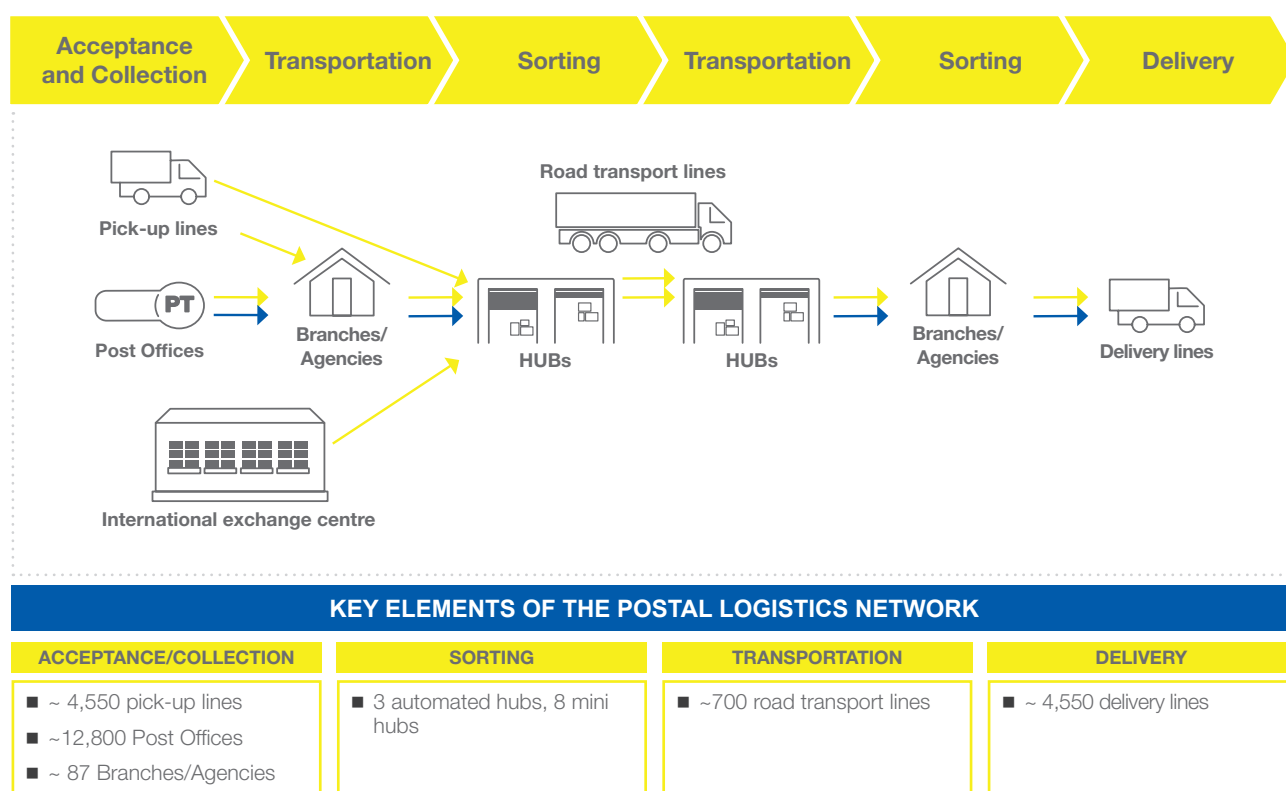 Acceptance
and Collection
Transportation
Sorting
Transportation
Sorting
Delivery
Road transport lines
Pick-up lines
PT
Post Offices
Branches/
Agencies
HUBs
HUBs
Branches/
Agencies
Delivery lines
International exchange centre
KEY ELEMENTS OF THE POSTAL LOGISTICS NETWORK
ACCEPTANCE/COLLECTION
■ ~ 4,550 pick-up lines
■ ~12,800 Post Offices
■ ~ 87 Branches/Agencies
SORTING
■ 3 automated hubs, 8 mini
hubs
TRANSPORTATION
■ ~700 road transport lines
DELIVERY
■ ~ 4,550 delivery lines